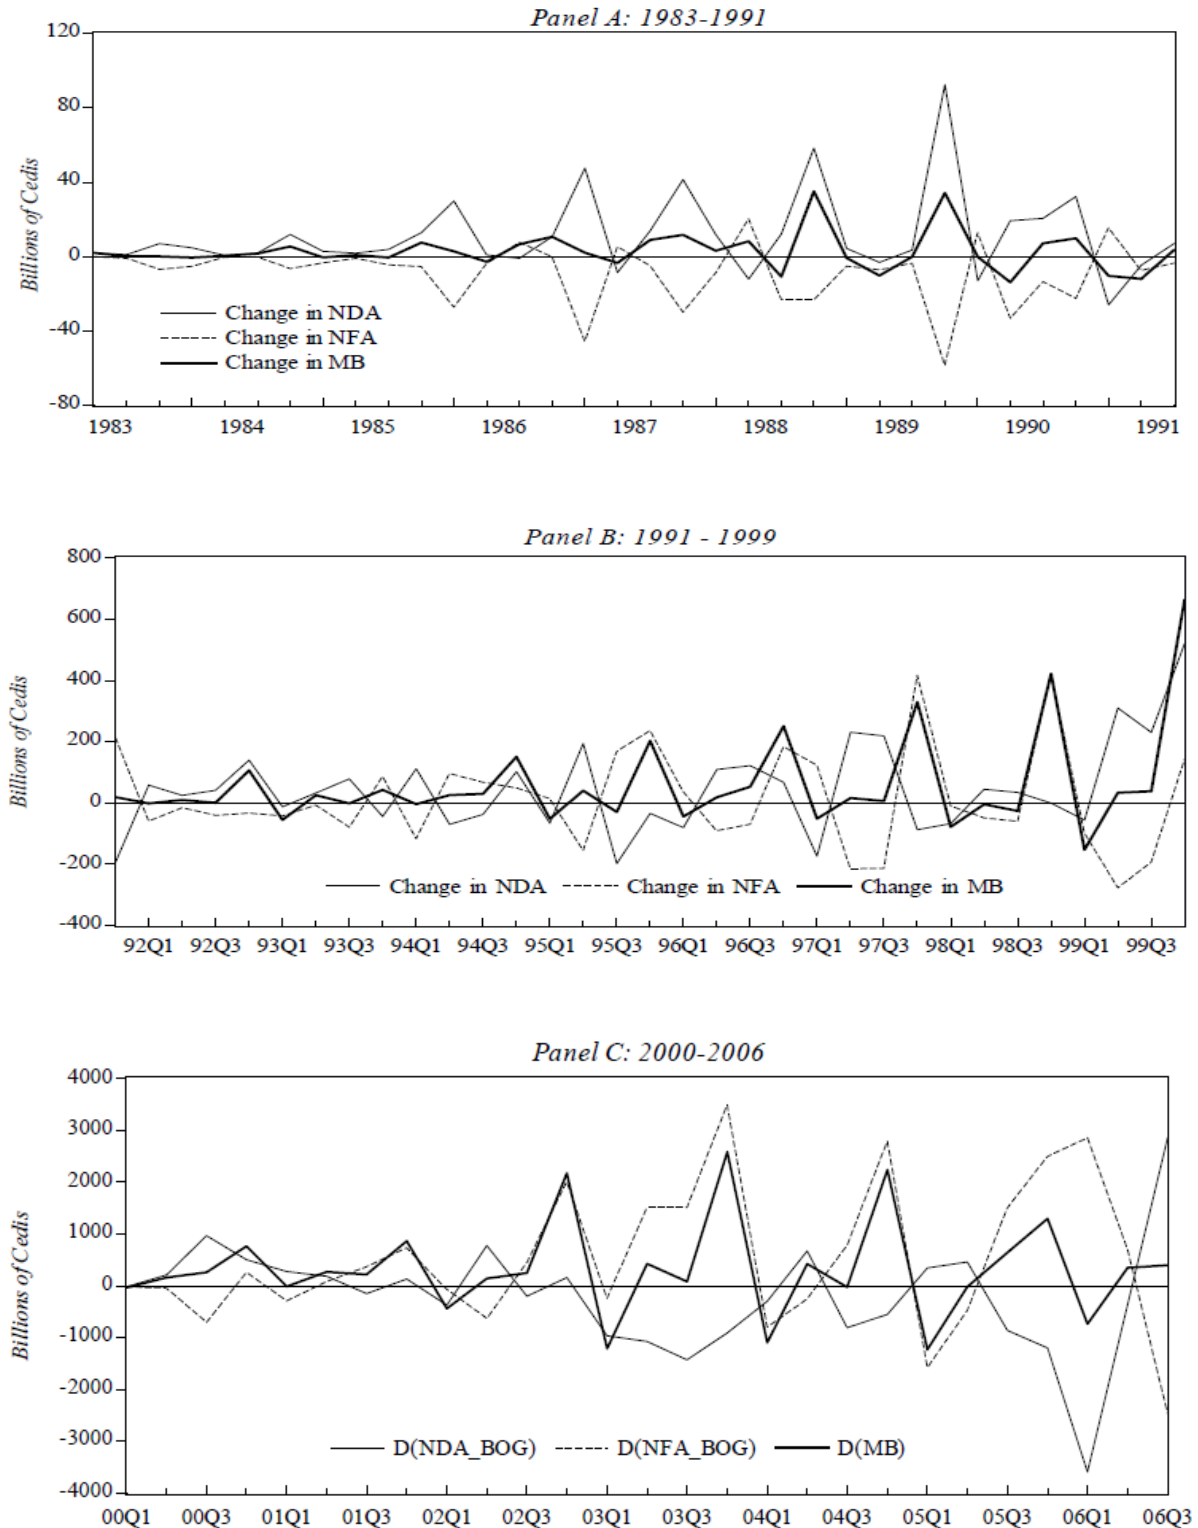 Panel A: 1983-1991
120
80
40
0
-40
-80
Billions of Cedis
Change in NDA
Change in NFA
Change in MB
1983 1984 1985 1986 1987 1988 1989 1990 1991
Panel B: 1991 - 1999
800
600
400
200
0
-200
-400
Billions of Cedis
Change in NDA Change in NFA Change in MB
92Q1 92Q3 93Q1 93Q3 94Q1 94Q3 95Q1 95Q3 96Q1 96Q3 97Q1 97Q3 98Q1 98Q3 99Q1 99Q3
Panel C: 2000-2006
4000
3000
2000
1000
0
-1000
-2000
-3000
-4000
Billions of Cedis
D(NDA_BOG) D(NFA_BOG) D(MB)
00Q1 00Q3 01Q1 01Q3 02Q1 02Q3 03Q1 03Q3 04Q1 04Q3 05Q1 05Q3 06Q1 06Q3